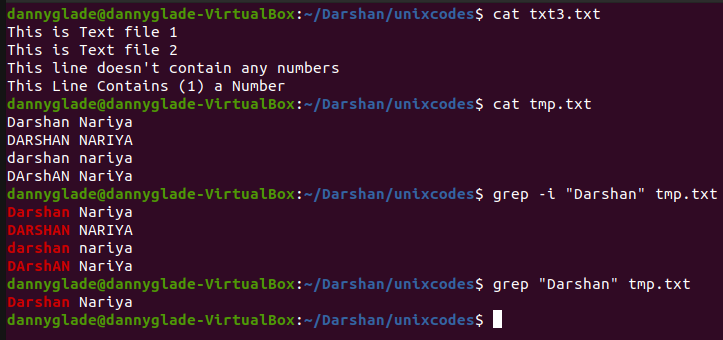 dannyglade@dannyglade-VirtualBox:~/Darshan/unixcodes$ cat txt3.txt
This is Text file 1
This is Text file 2
This line doesn't contain any numbers
This Line Contains (1) a Number
dannyglade@dannyglade-VirtualBox:~/Darshan/unixcodes$ cat tmp.txt
Darshan Nariya
DARSHAN NARIYA
darshan nariya
DArshAN NariYa
dannyglade@dannyglade-VirtualBox:~/Darshan/unixcodes$ grep -i "Darshan" tmp.txt
Darshan Nariya
DARSHAN NARIYA
darshan nariya
DArshAN NariYa
dannyglade@dannyglade-VirtualBox:~/Darshan/unixcodes$ grep "Darshan" tmp.txt
Darshan Nariya
dannyglade@dannyglade-VirtualBox:~/Darshan/unixcodes$